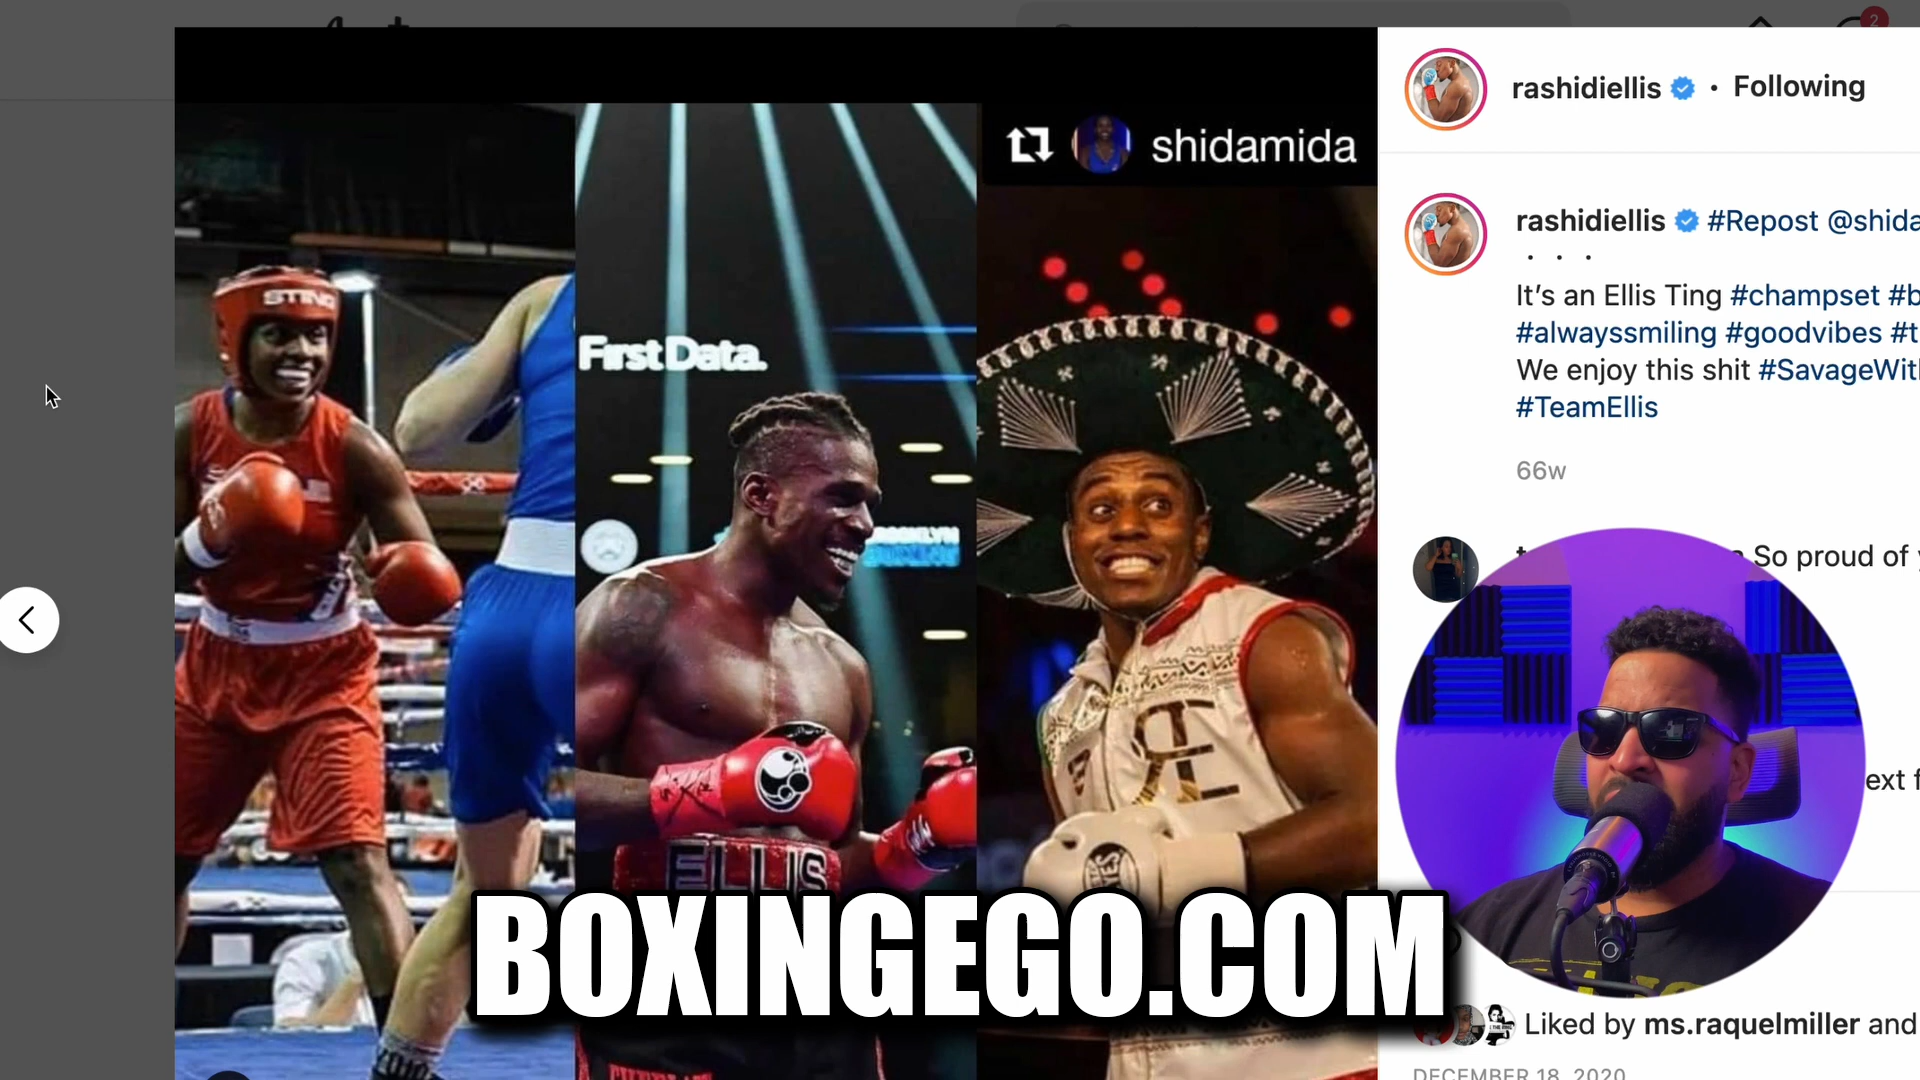 2
rashidiellis • Following
shidamida
STING
rashidiellis #Repost @shida
. . .
First Data.
It's an Ellis Ting #champset #b
#alwayssmiling #goodvibes #t
We enjoy this shit #SavageWit
#TeamEllis
66w
So proud of
ext f
ELLIS
BOXINGEGO.COM
Liked by ms.raquelmiller and
DECEMBER 18, 2020